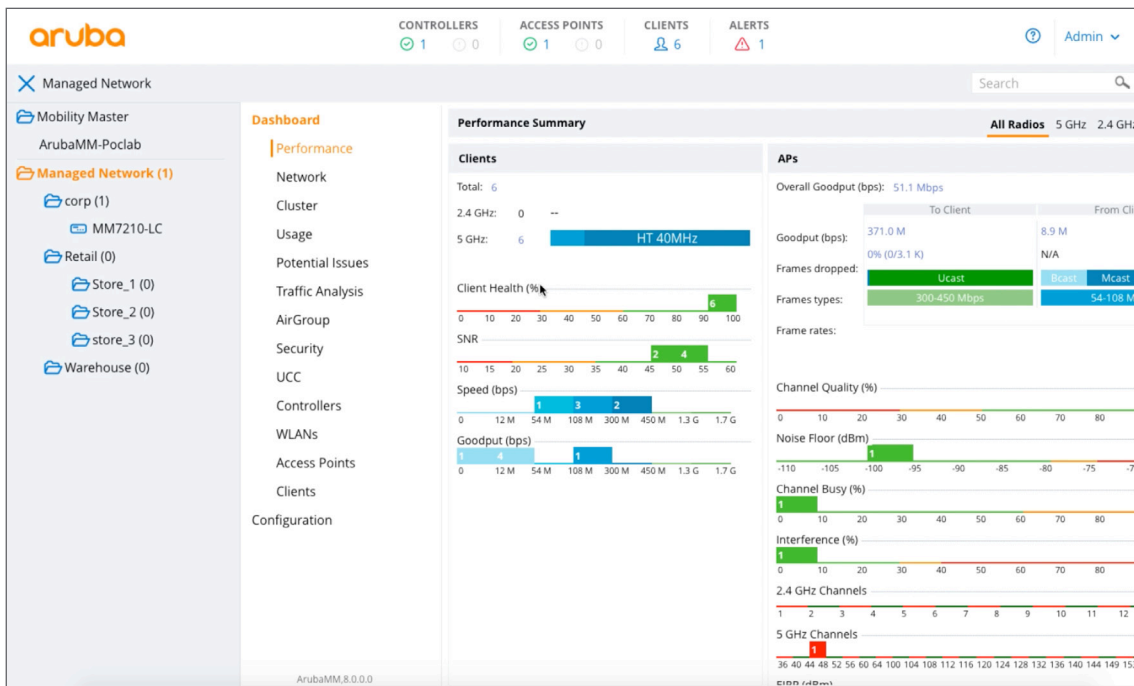 aruba
CONTROLLERS
1 0
ACCESS POINTS
1 0
CLIENTS
6
ALERTS
1
Admin
Managed Network
Search
Mobility Master
ArubaMM-Poclab
Managed Network (1)
corp (1)
MM7210-LC
Retail (0)
Store_1 (0)
Store_2 (0)
store_3 (0)
Warehouse (0)
Dashboard
Performance
Network
Cluster
Usage
Potential Issues
Traffic Analysis
AirGroup
Security
UCC
Controllers
WLANs
Access Points
Clients
Configuration
ArubaMM,8.0.0.0
Performance Summary
All Radios 5 GHz 2.4 GHz
Clients
Total: 6
2.4 GHz: 0 --
5 GHz: 6 HT 40MHz
Client Health (%)
6
0 10 20 30 40 50 60 70 80 90 100
SNR
2 4
10 15 20 25 30 35 40 45 50 55 60
Speed (bps)
1 3 2
0 12 M 54 M 108 M 300 M 450 M 1.3 G 1.7 G
Goodput (bps)
1 4 1
0 12 M 54 M 108 M 300 M 450 M 1.3 G 1.7 G
APs
Overall Goodput (bps): 51.1 Mbps
To Client From Cli
Goodput (bps): 371.0 M 8.9 M
Frames dropped: 0% (0/3.1 K) N/A
Frames types: Ucast Bcast Mcast
Frame rates: 300-450 Mbps 54-108 M
Channel Quality (%)
0 10 20 30 40 50 60 70 80
Noise Floor (dBm)
1
-110 -105 -100 -95 -90 -85 -80 -75 -7
Channel Busy (%)
1
0 10 20 30 40 50 60 70 80
Interference (%)
1
0 10 20 30 40 50 60 70 80
2.4 GHz Channels
1 2 3 4 5 6 7 8 9 10 11 12
5 GHz Channels
1
36 40 44 48 52 56 60 64 100 104 108 112 116 120 124 128 132 136 140 144 149 153
EIRP (dBm)